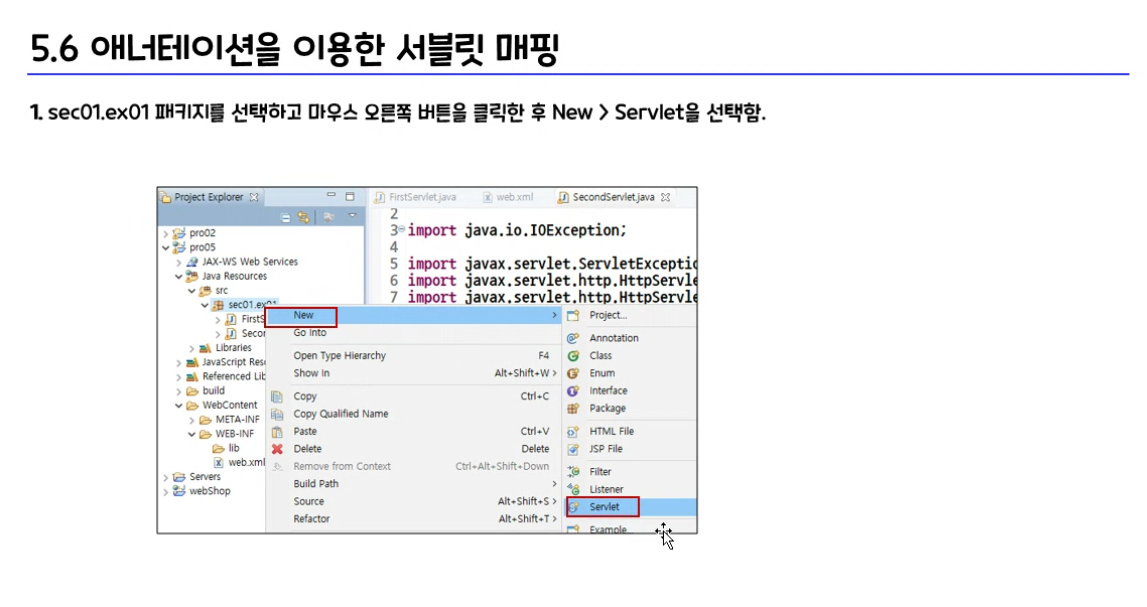 5.6 애너테이션을 이용한 서블릿 매핑
1. sec01.ex01 패키지를 선택하고 마우스 오른쪽 버튼을 클릭한 후 New > Servlet을 선택함.
Project Explorer
FirstServlet.java web.xml SecondServlet.java
2
3 import java.io.IOException;
4
5 import javax.servlet.ServletExceptio
6 import javax.servlet.http.HttpServle
7 import javax.servlet.http.HttpServle
pro02
pro05
JAX-WS Web Services
Java Resources
src
sec01.ex01
FirstS
Secon
Libraries
JavaScript Reso
Referenced Lib
build
WebContent
META-INF
WEB-INF
lib
web.xml
Servers
webShop
New
Go Into
Open Type Hierarchy F4
Show In Alt+Shift+W >
Copy Ctrl+C
Copy Qualified Name
Paste Ctrl+V
Delete Delete
Remove from Context Ctrl+Alt+Shift+Down
Build Path
Source Alt+Shift+S >
Refactor Alt+Shift+T >
Project...
Annotation
Class
Enum
Interface
Package
HTML File
JSP File
Filter
Listener
Servlet
Example...